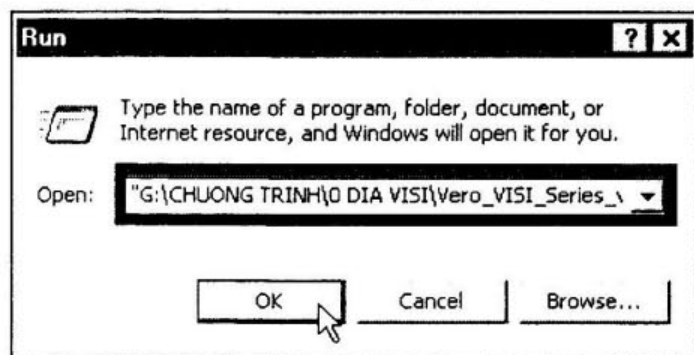 Run
Type the name of a program, folder, document, or
Internet resource, and Windows will open it for you.
Open: "G:\CHUONG TRINH\0 DIA VISI\Vero_VISI_Series_
OK Cancel Browse...